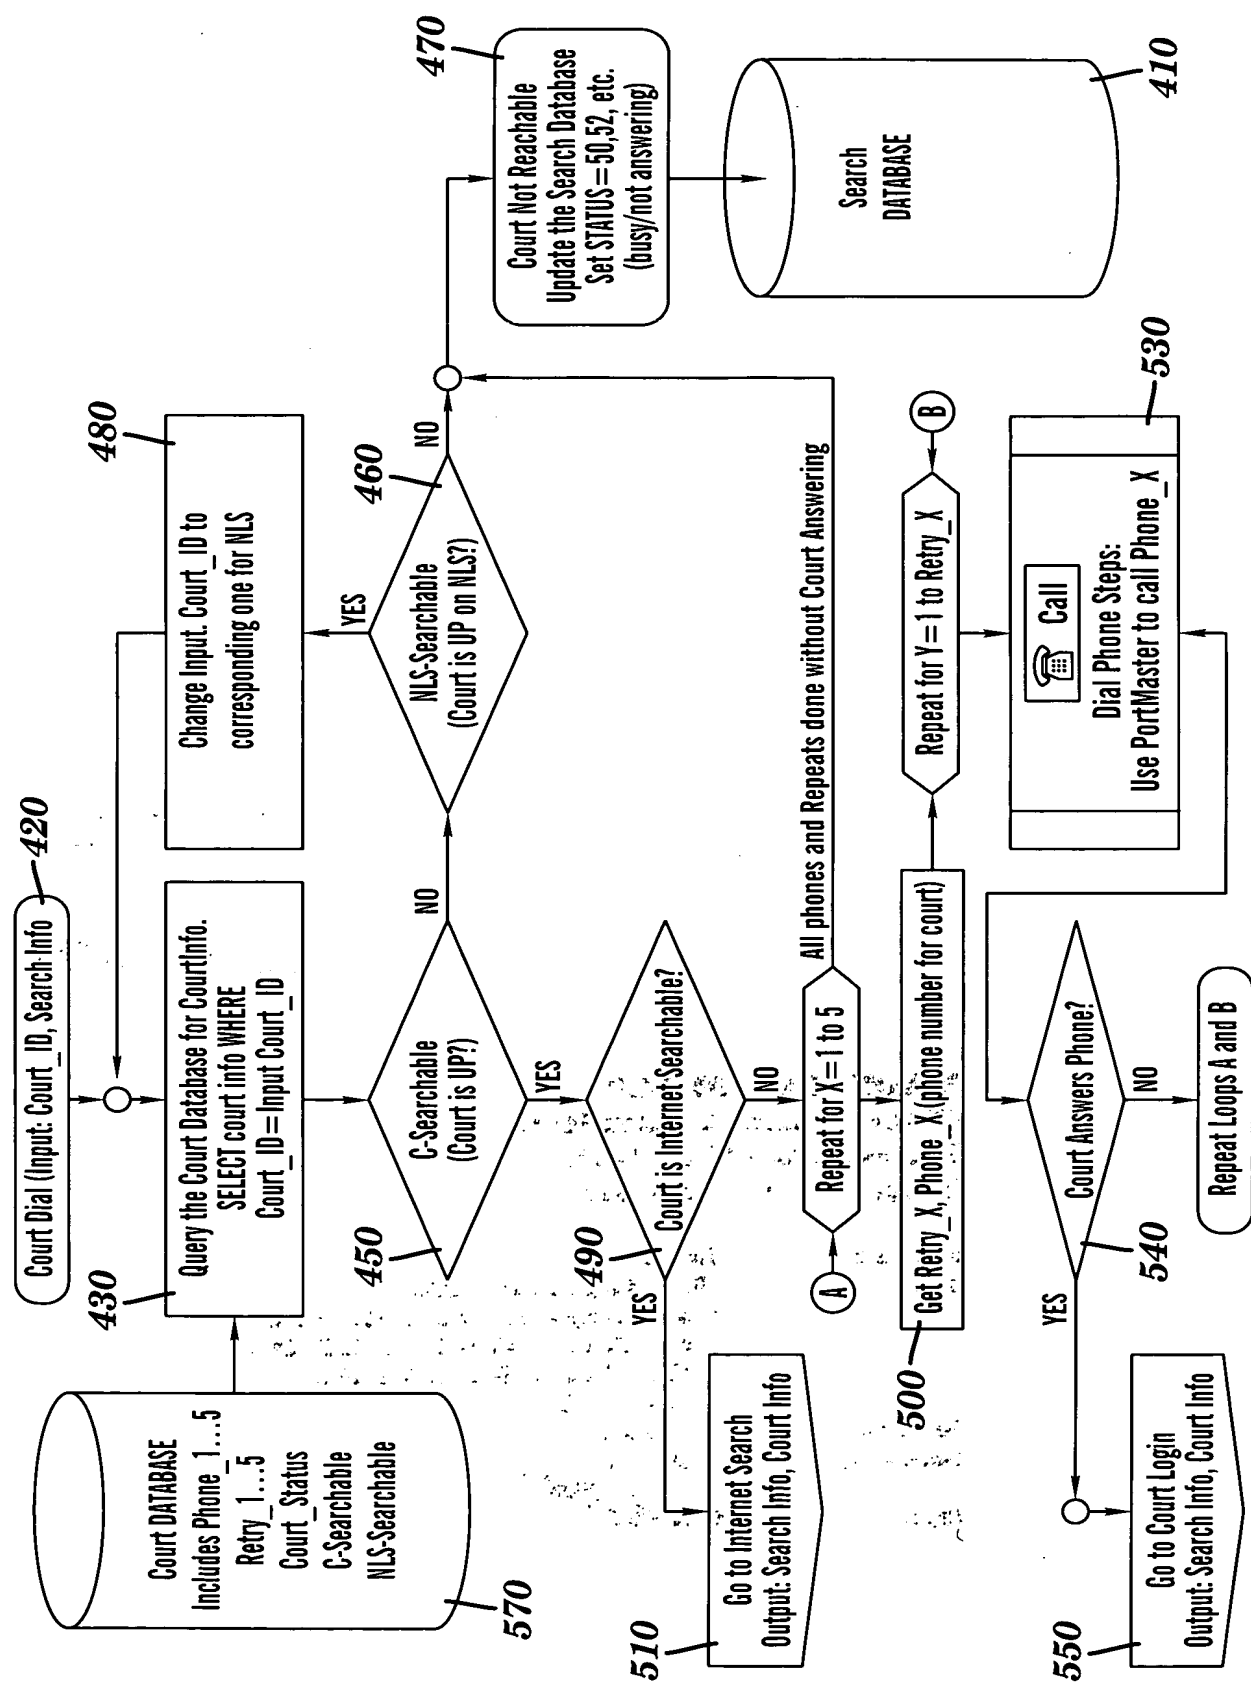 420
Court Dial (Input: Court_ID, Search Info
430
Query the Court Database for CourtInfo.
SELECT court info WHERE
Court_ID=Input Court_ID
Court DATABASE
Includes Phone_1...5
Retry_1...5
Court_Status
C-Searchable
NLS-Searchable
570
480
Change Input. Court_ID to
corresponding one for NLS
450
C-Searchable
(Court is UP?)
NO
YES
460
NLS-Searchable
(Court is UP on NLS?)
YES
NO
470
Court Not Reachable
Update the Search Database
Set STATUS=50,52, etc.
(busy/not answering)
Search
DATABASE
410
490
Court is Internet Searchable?
YES
NO
510
Go to Internet Search
Output: Search Info, Court Info
A
Repeat for X=1 to 5
All phones and Repeats done without Court Answering
500
Get Retry_X, Phone_X (phone number for court)
Repeat for Y=1 to Retry_X
B
530
Call
Dial Phone Steps:
Use PortMaster to call Phone_X
540
Court Answers Phone?
YES
NO
Repeat Loops A and B
550
Go to Court Login
Output: Search Info, Court Info